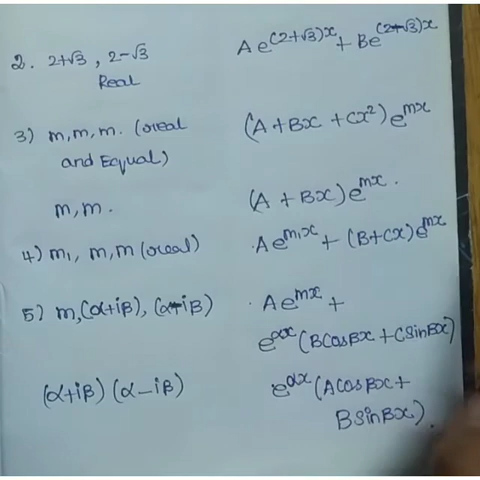 2. 2+√3, 2-√3 Ae^(2+√3)x + Be^(2-√3)x
Real
3) m,m,m. (real (A+Bx+Cx²)e^mx
and Equal)
m,m. (A+Bx)e^mx.
4) m₁, m,m (real) Ae^m₁x + (B+Cx)e^mx
5) m,(α+iβ), (α-iβ) Ae^mx +
e^αx (BCosβx + CSinβx)
(α+iβ) (α-iβ) e^αx (ACosβx +
BSinβx).